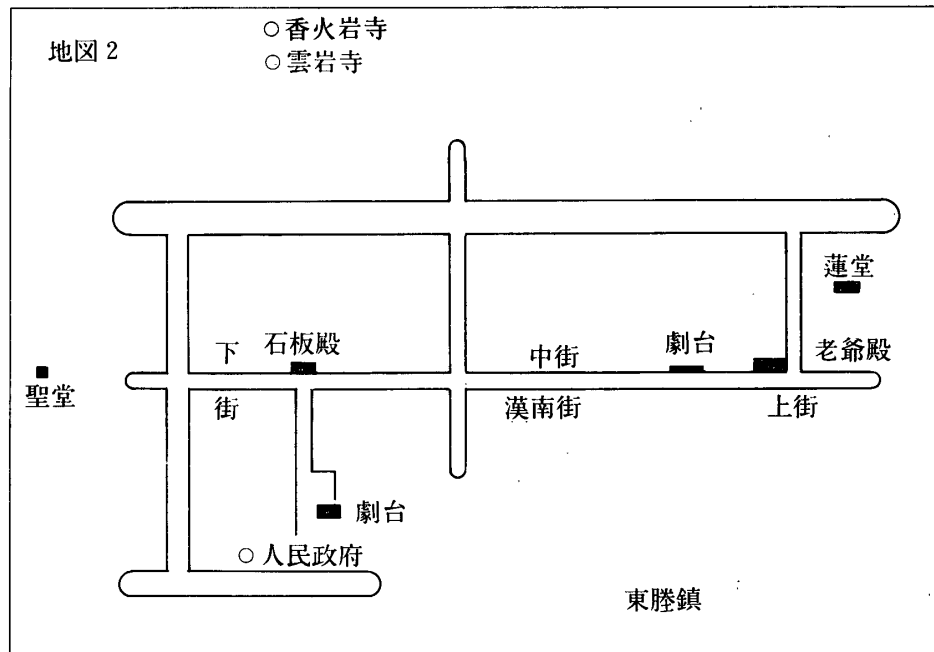 地図2
○香火岩寺
○雲岩寺
蓮堂
下
石板殿
中街
劇台
老爺殿
聖堂
街
漢南街
上街
劇台
○人民政府
東塍鎮